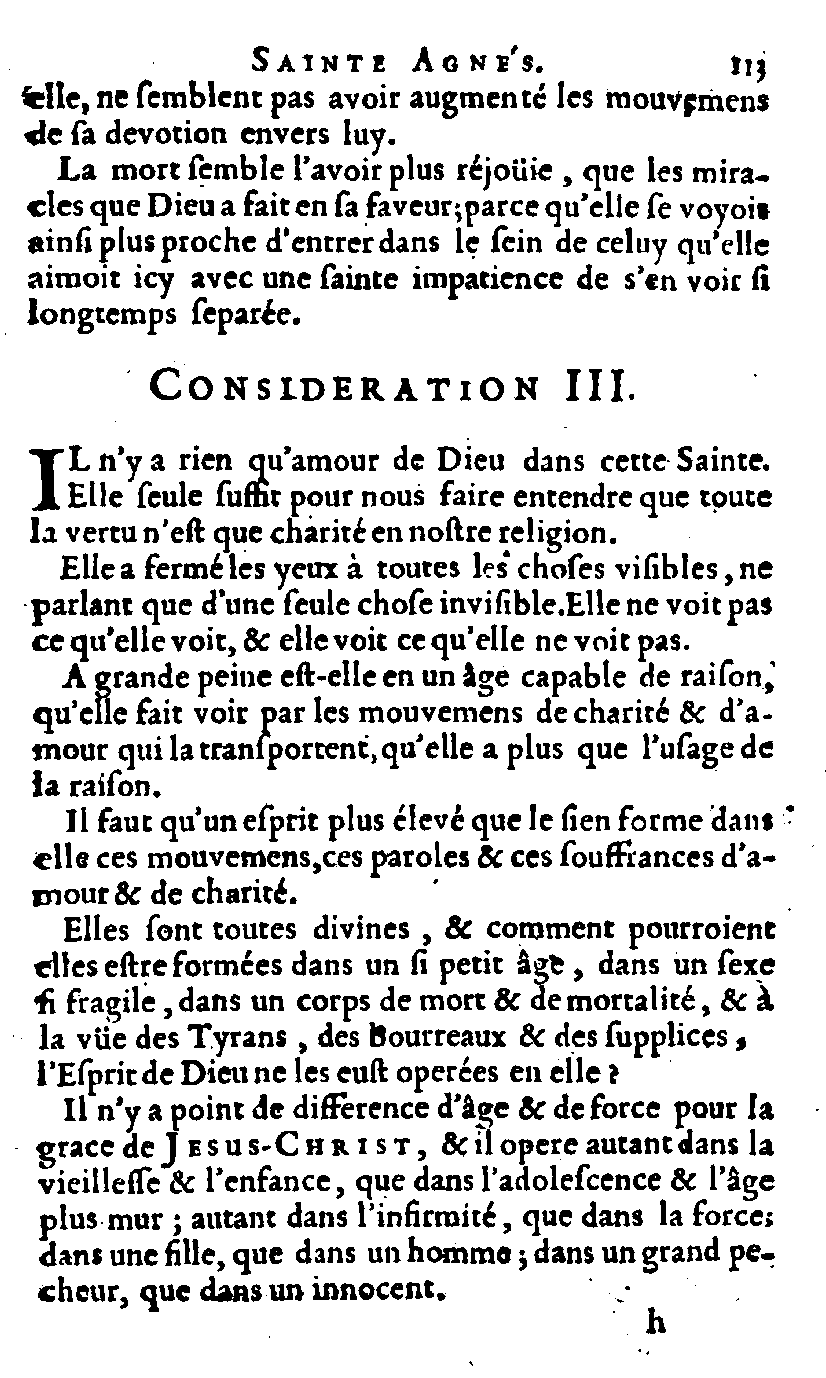 SAINTE AGNE'S. 113
elle, ne ſemblent pas avoir augmenté les mouvemens
de ſa devotion envers luy.
La mort ſemble l'avoir plus réjoüie, que les mira-
cles que Dieu a fait en ſa faveur; parce qu'elle ſe voyoit
ainſi plus proche d'entrer dans le ſein de celuy qu'elle
aimoit icy avec une ſainte impatience de s'en voir ſi
longtemps ſeparée.
CONSIDERATION III.
IL n'y a rien qu'amour de Dieu dans cette Sainte.
Elle ſeule ſuffit pour nous faire entendre que toute
la vertu n'eſt que charité en noſtre religion.
Elle a fermé les yeux à toutes les choſes viſibles, ne
parlant que d'une ſeule choſe inviſible. Elle ne voit pas
ce qu'elle voit, & elle voit ce qu'elle ne voit pas.
A grande peine eſt-elle en un âge capable de raiſon,
qu'elle fait voir par les mouvemens de charité & d'a-
mour qui la tranſportent, qu'elle a plus que l'uſage de
la raiſon.
Il faut qu'un eſprit plus élevé que le ſien forme dans
elle ces mouvemens, ces paroles & ces ſouffrances d'a-
mour & de charité.
Elles ſont toutes divines, & comment pourroient
elles eſtre formées dans un ſi petit âge, dans un ſexe
ſi fragile, dans un corps de mort & de mortalité, & à
la vüe des Tyrans, des Bourreaux & des ſupplices,
l'Eſprit de Dieu ne les euſt operées en elle?
Il n'y a point de difference d'âge & de force pour la
grace de JESUS-CHRIST, & il opere autant dans la
vieilleſſe & l'enfance, que dans l'adoleſcence & l'âge
plus mur; autant dans l'infirmité, que dans la force;
dans une fille, que dans un homme; dans un grand pe-
cheur, que dans un innocent.
h